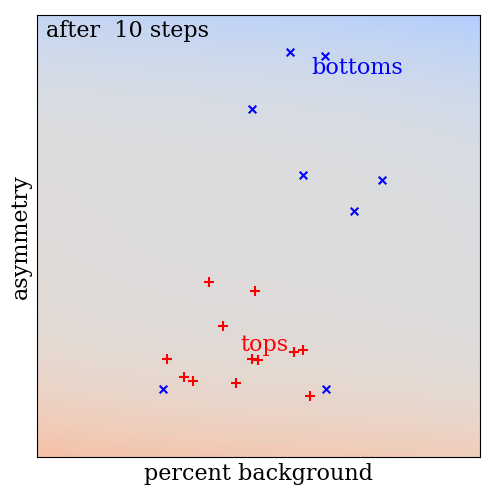 after  10 steps
bottoms
asymmetry
tops
percent background